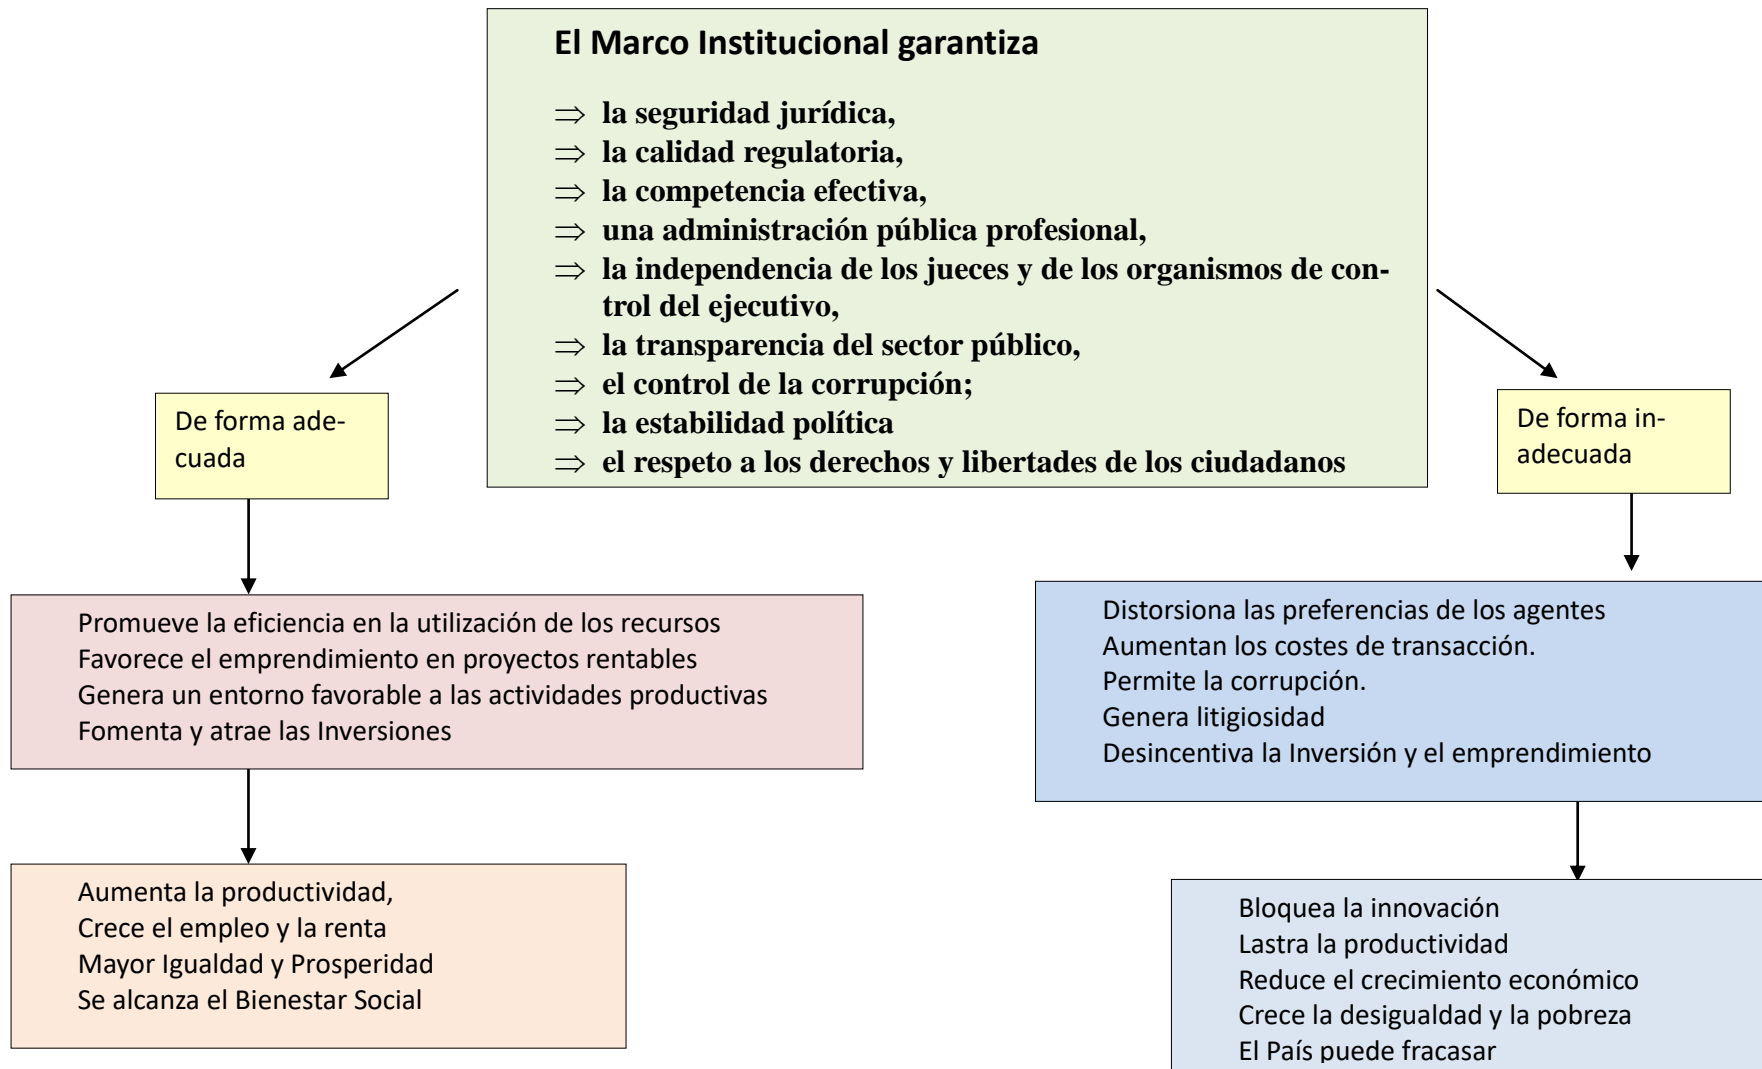 El Marco Institucional garantiza
⇒ la seguridad jurídica,
⇒ la calidad regulatoria,
⇒ la competencia efectiva,
⇒ una administración pública profesional,
⇒ la independencia de los jueces y de los organismos de con-
trol del ejecutivo,
⇒ la transparencia del sector público,
⇒ el control de la corrupción;
⇒ la estabilidad política
⇒ el respeto a los derechos y libertades de los ciudadanos
De forma ade-
cuada
De forma in-
adecuada
Promueve la eficiencia en la utilización de los recursos
Favorece el emprendimiento en proyectos rentables
Genera un entorno favorable a las actividades productivas
Fomenta y atrae las Inversiones
Distorsiona las preferencias de los agentes
Aumentan los costes de transacción.
Permite la corrupción.
Genera litigiosidad
Desincentiva la Inversión y el emprendimiento
Aumenta la productividad,
Crece el empleo y la renta
Mayor Igualdad y Prosperidad
Se alcanza el Bienestar Social
Bloquea la innovación
Lastra la productividad
Reduce el crecimiento económico
Crece la desigualdad y la pobreza
El País puede fracasar